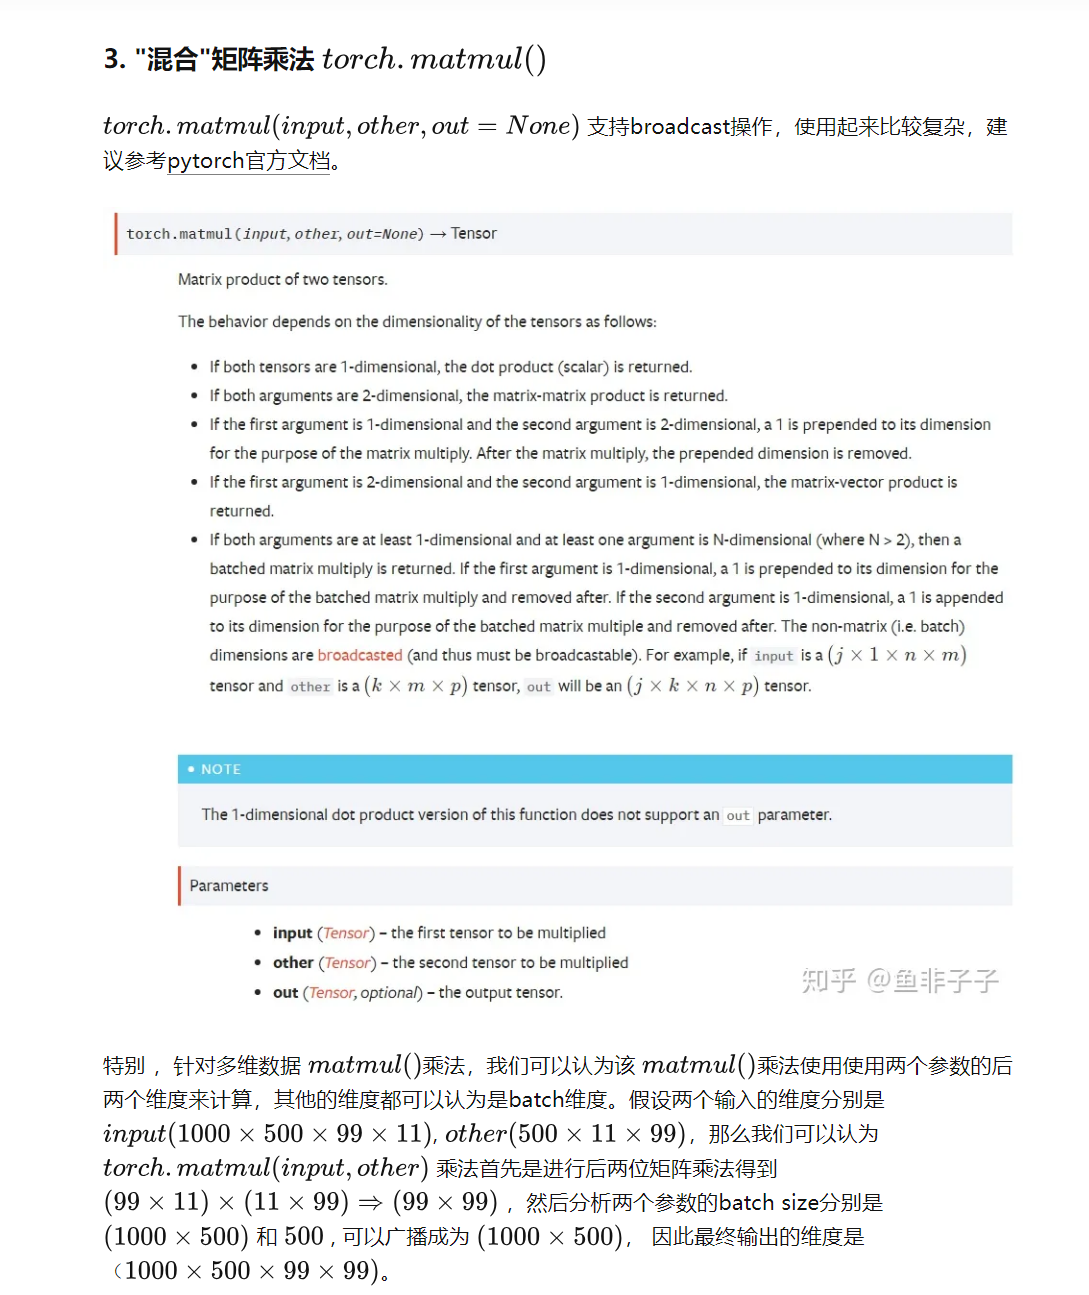 3. "混合"矩阵乘法 torch. matmul()
torch. matmul(input, other, out = None) 支持broadcast操作，使用起来比较复杂，建
议参考pytorch官方文档。
torch.matmul(input, other, out=None) → Tensor
Matrix product of two tensors.
The behavior depends on the dimensionality of the tensors as follows:
• If both tensors are 1-dimensional, the dot product (scalar) is returned.
• If both arguments are 2-dimensional, the matrix-matrix product is returned.
• If the first argument is 1-dimensional and the second argument is 2-dimensional, a 1 is prepended to its dimension
for the purpose of the matrix multiply. After the matrix multiply, the prepended dimension is removed.
• If the first argument is 2-dimensional and the second argument is 1-dimensional, the matrix-vector product is
returned.
• If both arguments are at least 1-dimensional and at least one argument is N-dimensional (where N > 2), then a
batched matrix multiply is returned. If the first argument is 1-dimensional, a 1 is prepended to its dimension for the
purpose of the batched matrix multiply and removed after. If the second argument is 1-dimensional, a 1 is appended
to its dimension for the purpose of the batched matrix multiple and removed after. The non-matrix (i.e. batch)
dimensions are broadcasted (and thus must be broadcastable). For example, if input is a (j × 1 × n × m)
tensor and other is a (k × m × p) tensor, out will be an (j × k × n × p) tensor.
• NOTE
The 1-dimensional dot product version of this function does not support an out parameter.
Parameters
• input (Tensor) – the first tensor to be multiplied
• other (Tensor) – the second tensor to be multiplied
• out (Tensor, optional) – the output tensor.
知乎 @鱼非子子
特别 ，针对多维数据 matmul()乘法，我们可以认为该 matmul()乘法使用使用两个参数的后
两个维度来计算，其他的维度都可以认为是batch维度。假设两个输入的维度分别是
input(1000 × 500 × 99 × 11), other(500 × 11 × 99)，那么我们可以认为
torch. matmul(input, other) 乘法首先是进行后两位矩阵乘法得到
(99 × 11) × (11 × 99) ⇒ (99 × 99) ，然后分析两个参数的batch size分别是
(1000 × 500) 和 500 , 可以广播成为 (1000 × 500)， 因此最终输出的维度是
（1000 × 500 × 99 × 99)。